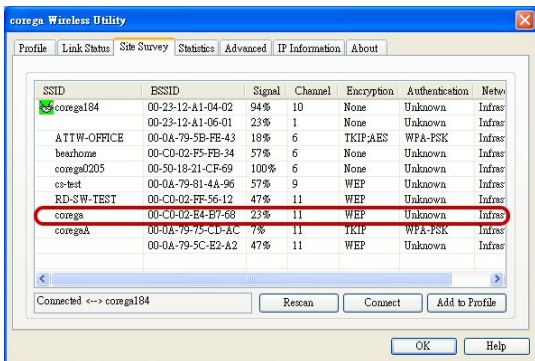 corega Wireless Utility
Profile Link Status Site Survey Statistics Advanced IP Information About
SSID BSSID Signal Channel Encryption Authentication Netw
corega184 00-23-12-A1-04-02 94% 10 None Unknown Infras
00-23-12-A1-06-01 23% 1 None Unknown Infras
ATTW-OFFICE 00-0A-79-5B-FE-43 18% 6 TKIP;AES WPA-PSK Infras
bearhome 00-C0-02-F5-FB-34 57% 6 None Unknown Infras
corega0205 00-50-18-21-CF-69 100% 6 None Unknown Infras
cs-test 00-0A-79-81-4A-96 57% 9 WEP Unknown Infras
RD-SW-TEST 00-C0-02-FF-56-12 47% 11 WEP Unknown Infras
corega 00-C0-02-E4-B7-68 23% 11 WEP Unknown Infras
coregaA 00-0A-79-75-CD-AC 7% 11 TKIP WPA-PSK Infras
00-0A-79-5C-E2-A2 47% 11 WEP Unknown Infras
Connected <--> corega184 Rescan Connect Add to Profile
OK Help